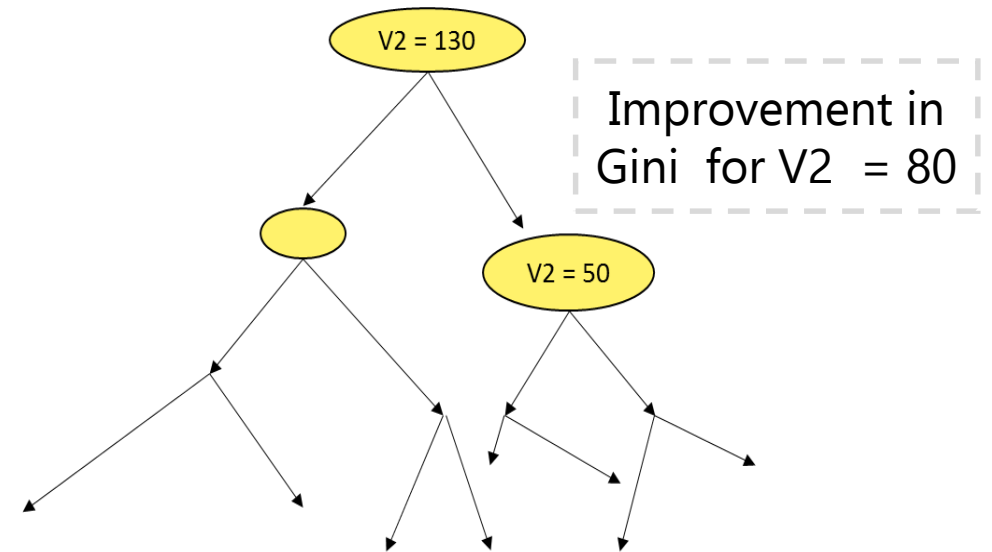 V2 = 130
Improvement in
Gini for V2 = 80
V2 = 50